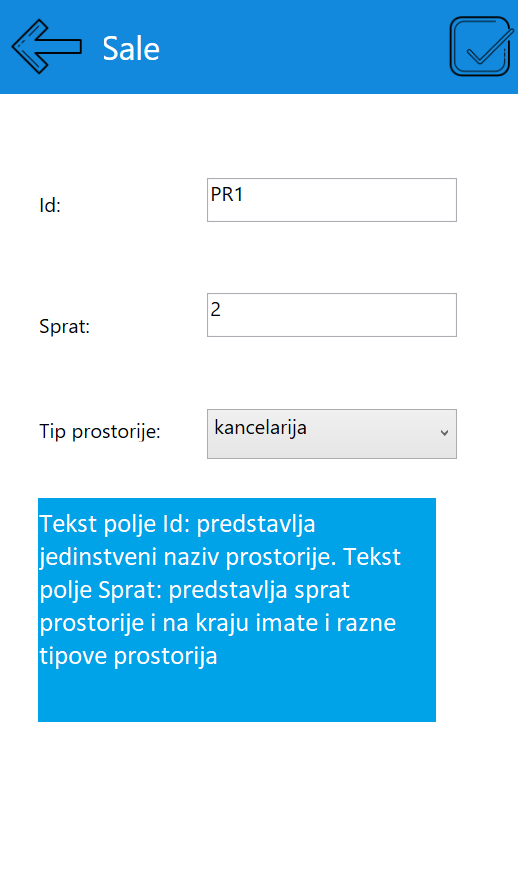 Sale
Id:
PR1
Sprat:
2
Tip prostorije:
kancelarija
Tekst polje Id: predstavlja
jedinstveni naziv prostorije. Tekst
polje Sprat: predstavlja sprat
prostorije i na kraju imate i razne
tipove prostorija